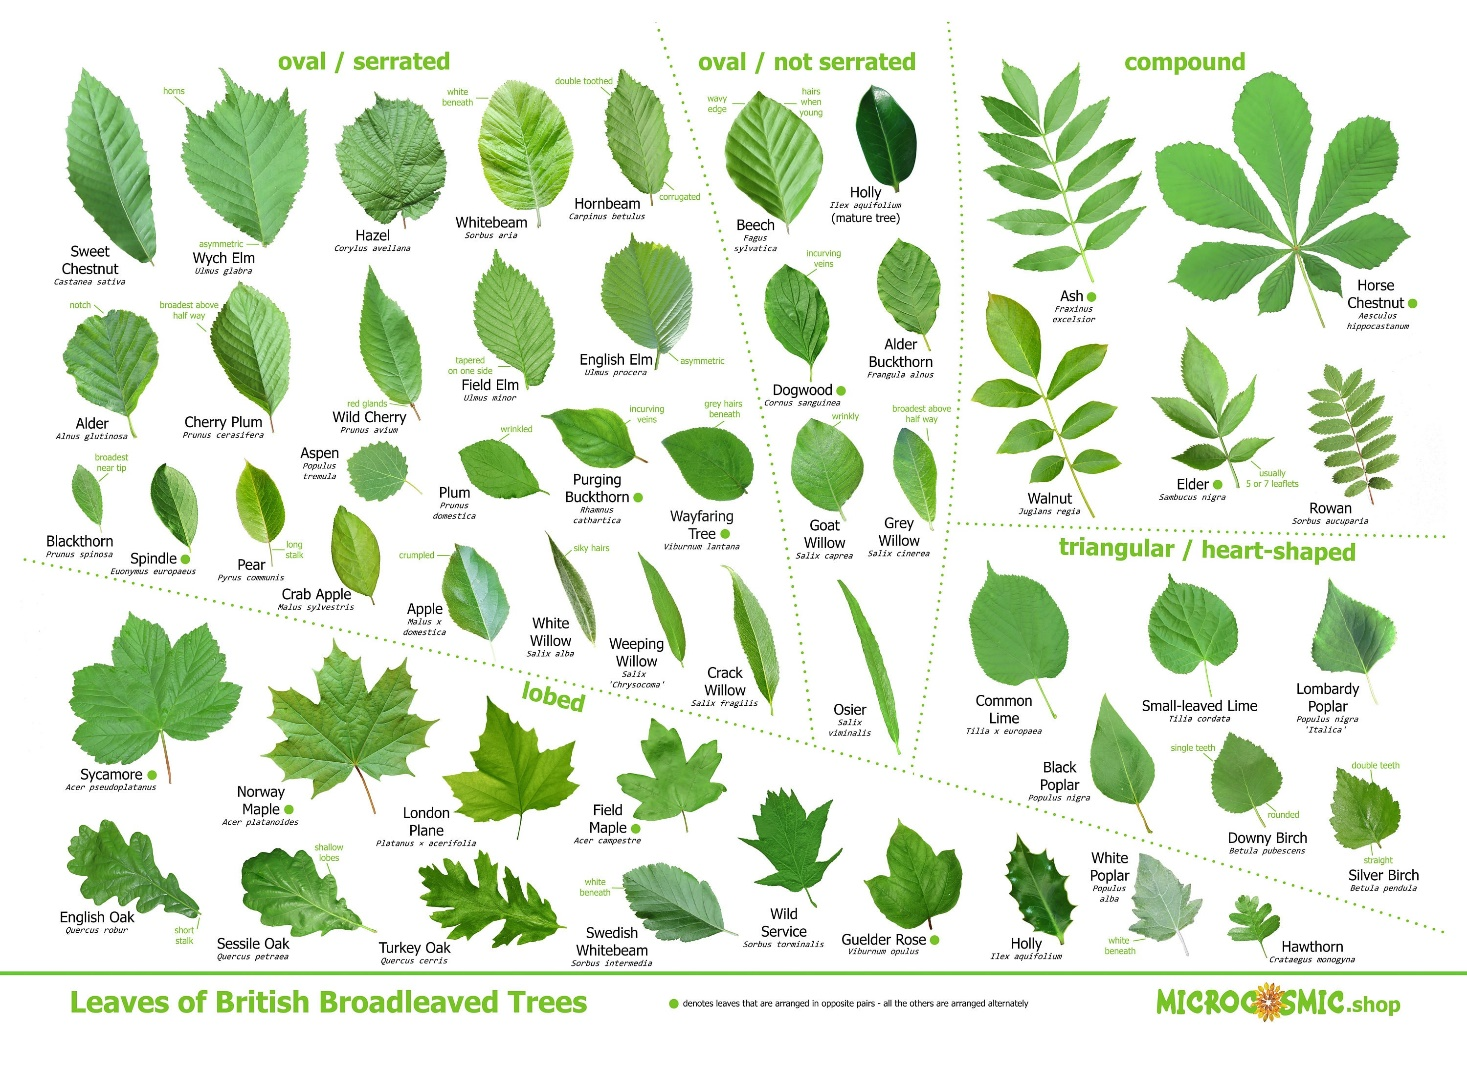 oval / serrated
horns
white
beneath
double toothed
corrugated
Sweet
Chestnut
Castanea sativa
asymmetric
Wych Elm
Ulmus glabra
Hazel
Corylus avellana
Whitebeam
Sorbus aria
Hornbeam
Carpinus betulus
notch
Alder
Alnus glutinosa
broadest above
half way
Cherry Plum
Prunus cerasifera
red glands
Wild Cherry
Prunus avium
tapered
on one side
Field Elm
Ulmus minor
English Elm
Ulmus procera
asymmetric
broadest
near tip
Blackthorn
Prunus spinosa
Spindle
Euonymus europaeus
long
stalk
Pear
Pyrus communis
Aspen
Populus
tremula
Crab Apple
Malus sylvestris
wrinkled
Plum
Prunus
domestica
incurving
veins
Purging
Buckthorn
Rhamnus
cathartica
grey hairs
beneath
Wayfaring
Tree
Viburnum lantana
crumpled
Apple
Malus x
domestica
siky hairs
White
Willow
Salix alba
Weeping
Willow
Salix
'Chrysocoma'
Crack
Willow
Salix fragilis
oval / not serrated
wavy
edge
hairs
when
young
Beech
Fagus
sylvatica
Holly
Ilex aquifolium
(mature tree)
incurving
veins
Dogwood
Cornus sanguinea
Alder
Buckthorn
Frangula alnus
wrinkly
Goat
Willow
Salix caprea
broadest above
half way
Grey
Willow
Salix cinerea
Osier
Salix
viminalis
compound
Ash
Fraxinus
excelsior
Horse
Chestnut
Aesculus
hippocastanum
Walnut
Juglans regia
Elder
Sambucus nigra
usually
5 or 7 leaflets
Rowan
Sorbus aucuparia
triangular / heart-shaped
Common
Lime
Tilia x europaea
Small-leaved Lime
Tilia cordata
Lombardy
Poplar
Populus nigra
'Italica'
Black
Poplar
Populus nigra
single teeth
rounded
Downy Birch
Betula pubescens
double teeth
straight
Silver Birch
Betula pendula
lobed
Sycamore
Acer pseudoplatanus
Norway
Maple
Acer platanoides
London
Plane
Platanus x acerifolia
Field
Maple
Acer campestre
English Oak
Quercus robur
short
stalk
shallow
lobes
Sessile Oak
Quercus petraea
Turkey Oak
Quercus cerris
white
beneath
Swedish
Whitebeam
Sorbus intermedia
Wild
Service
Sorbus torminalis
Guelder Rose
Viburnum opulus
Holly
Ilex aquifolium
White
Poplar
Populus
alba
white
beneath
Hawthorn
Crataegus monogyna
Leaves of British Broadleaved Trees
denotes leaves that are arranged in opposite pairs - all the others are arranged alternately
MICROCOSMIC.shop